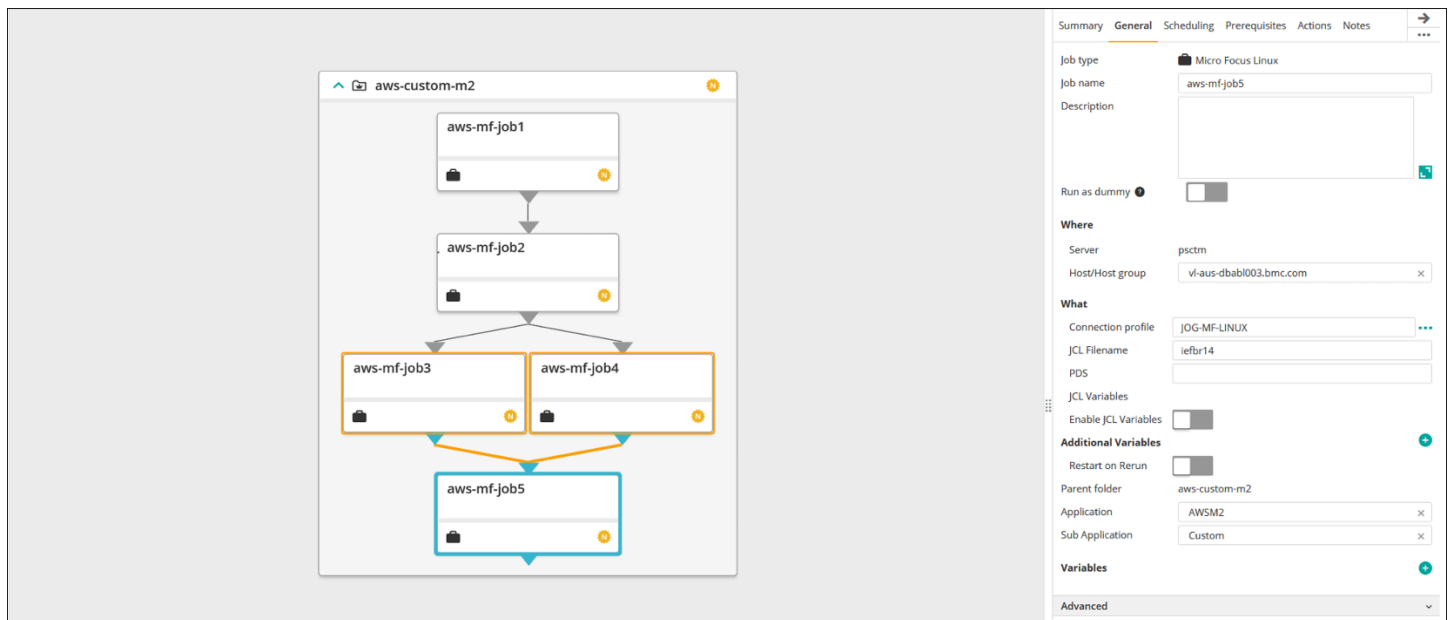 aws-custom-m2
N
aws-mf-job1
N
aws-mf-job2
N
aws-mf-job3
aws-mf-job4
N
N
aws-mf-job5
N
Summary General Scheduling Prerequisites Actions Notes
Job type Micro Focus Linux
Job name aws-mf-job5
Description
Run as dummy ?
Where
Server psctm
Host/Host group vl-aus-dbabl003.bmc.com
What
Connection profile JOG-MF-LINUX
JCL Filename iefbr14
PDS
JCL Variables
Enable JCL Variables
Additional Variables
Restart on Rerun
Parent folder aws-custom-m2
Application AWSM2
Sub Application Custom
Variables
Advanced